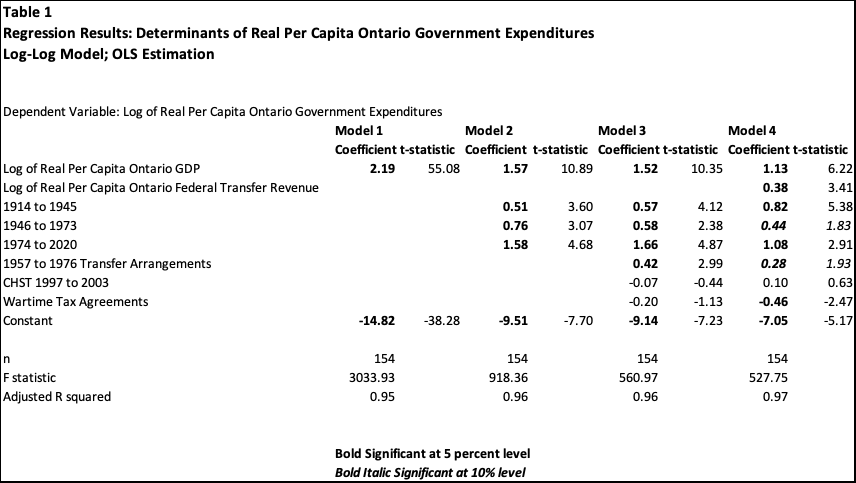 Table 1
Regression Results: Determinants of Real Per Capita Ontario Government Expenditures
Log-Log Model; OLS Estimation
Dependent Variable: Log of Real Per Capita Ontario Government Expenditures
Model 1 Model 2 Model 3 Model 4
Coefficient t-statistic Coefficient t-statistic Coefficient t-statistic Coefficient t-statistic
Log of Real Per Capita Ontario GDP 2.19 55.08 1.57 10.89 1.52 10.35 1.13 6.22
Log of Real Per Capita Ontario Federal Transfer Revenue 0.38 3.41
1914 to 1945 0.51 3.60 0.57 4.12 0.82 5.38
1946 to 1973 0.76 3.07 0.58 2.38 0.44 1.83
1974 to 2020 1.58 4.68 1.66 4.87 1.08 2.91
1957 to 1976 Transfer Arrangements 0.42 2.99 0.28 1.93
CHST 1997 to 2003 -0.07 -0.44 0.10 0.63
Wartime Tax Agreements -0.20 -1.13 -0.46 -2.47
Constant -14.82 -38.28 -9.51 -7.70 -9.14 -7.23 -7.05 -5.17
n 154 154 154 154
F statistic 3033.93 918.36 560.97 527.75
Adjusted R squared 0.95 0.96 0.96 0.97
Bold Significant at 5 percent level
Bold Italic Significant at 10% level